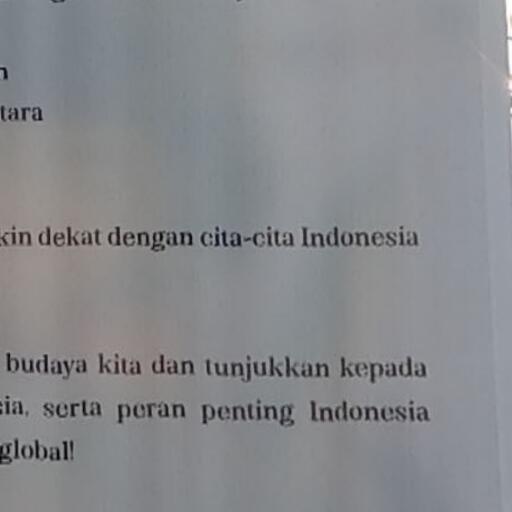 tara
kin dekat dengan cita-cita Indonesia
budaya kita dan tunjukkan kepada
sia, serta peran penting Indonesia
global!